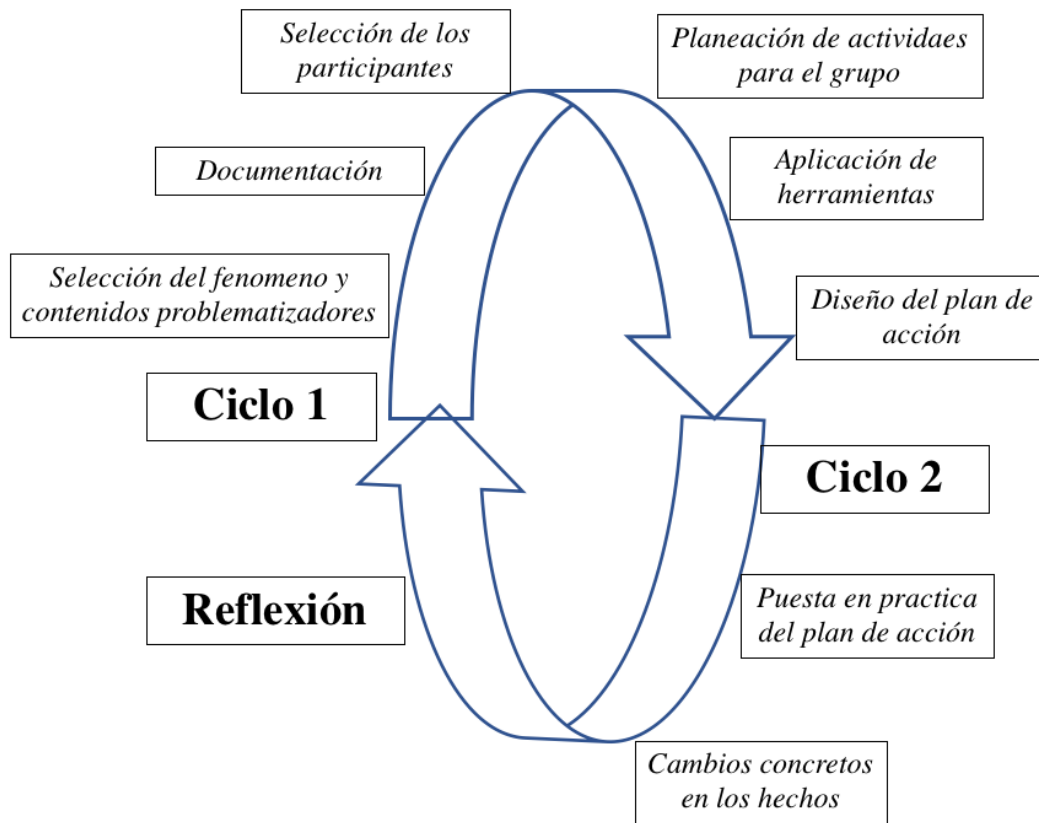 Selección de los
participantes
Planeación de actividaes
para el grupo
Documentación
Aplicación de
herramientas
Selección del fenomeno y
contenidos problematizadores
Diseño del plan de
acción
Ciclo 1
Ciclo 2
Reflexión
Puesta en practica
del plan de acción
Cambios concretos
en los hechos